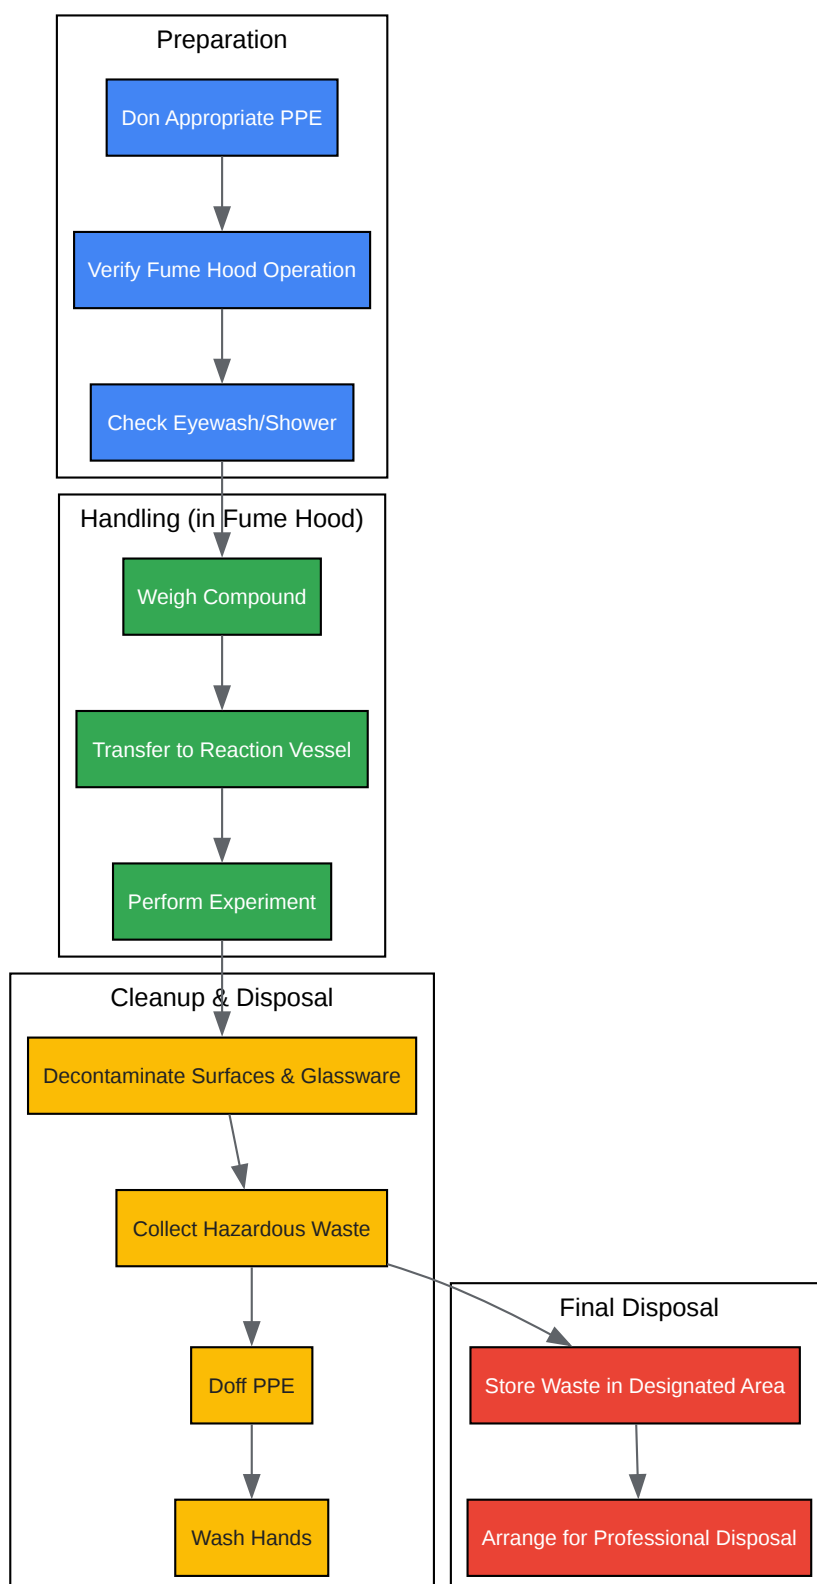 Preparation
Don Appropriate PPE
Verify Fume Hood Operation
Check Eyewash/Shower
Handling (in Fume Hood)
Weigh Compound
Transfer to Reaction Vessel
Perform Experiment
Cleanup & Disposal
Decontaminate Surfaces & Glassware
Collect Hazardous Waste
Doff PPE
Wash Hands
Final Disposal
Store Waste in Designated Area
Arrange for Professional Disposal